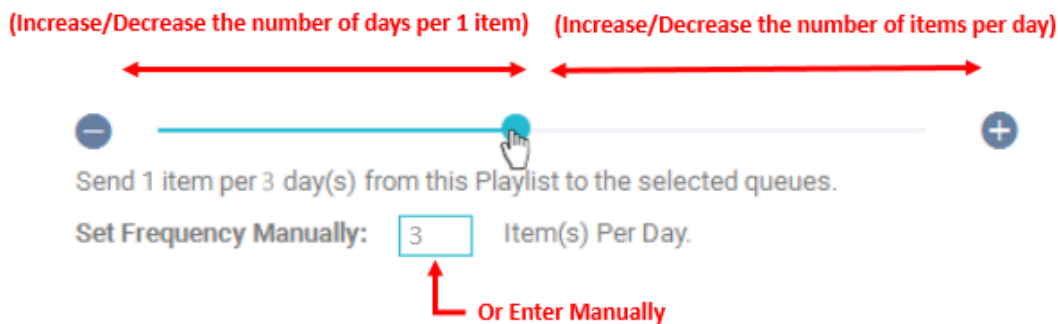 (Increase/Decrease the number of days per 1 item) (Increase/Decrease the number of items per day)
Send 1 item per 3 day(s) from this Playlist to the selected queues.
Set Frequency Manually: 3 Item(s) Per Day.
Or Enter Manually